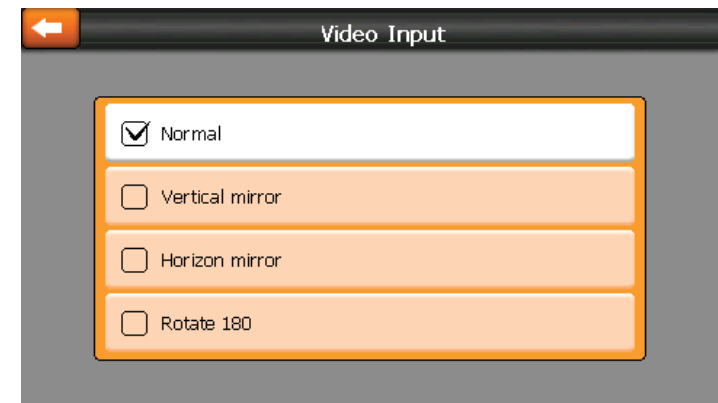 Video Input
Normal
Vertical mirror
Horizon mirror
Rotate 180